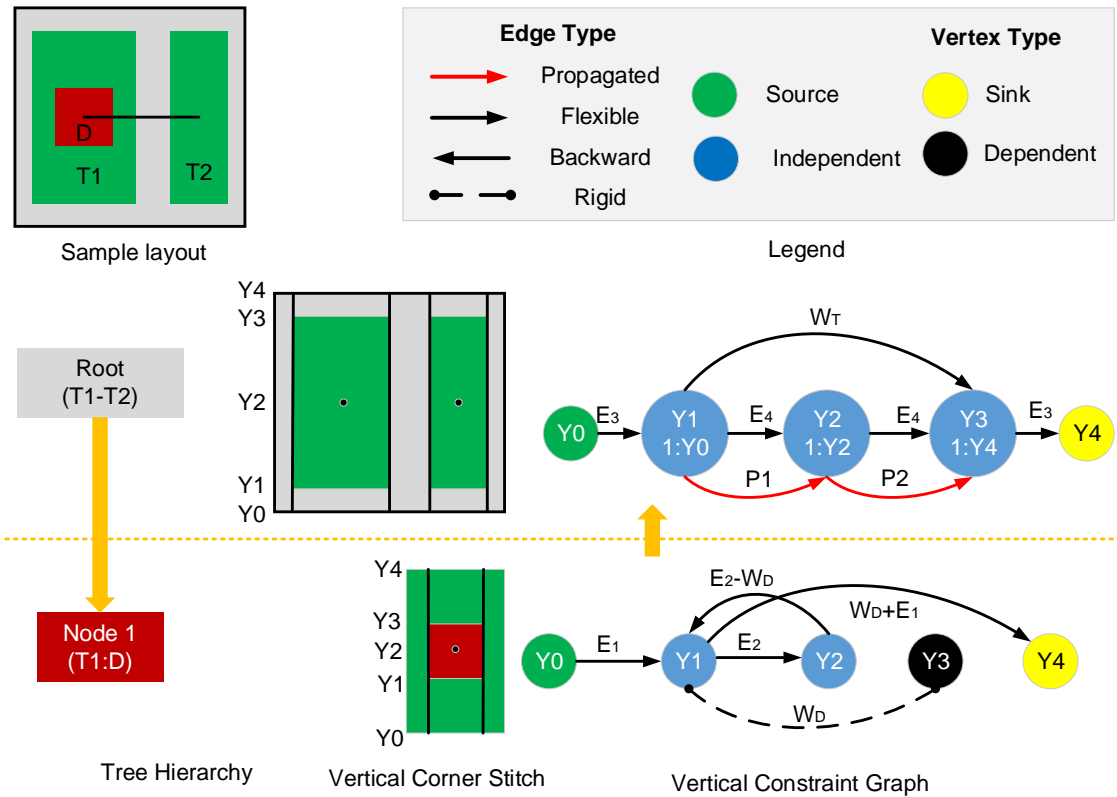 D
T1
T2
Sample layout
Edge Type
Propagated
Flexible
Backward
Rigid
Source
Independent
Vertex Type
Sink
Dependent
Legend
Root
(T1-T2)
Node 1
(T1:D)
Tree Hierarchy
Y4
Y3
Y2
Y1
Y0
Y4
Y3
Y2
Y1
Y0
Vertical Corner Stitch
WT
Y0
E3
Y1
1:Y0
E4
Y2
1:Y2
E4
Y3
1:Y4
E3
Y4
P1
P2
E2-WD
WD+E1
Y0
E1
Y1
E2
Y2
Y3
Y4
WD
Vertical Constraint Graph